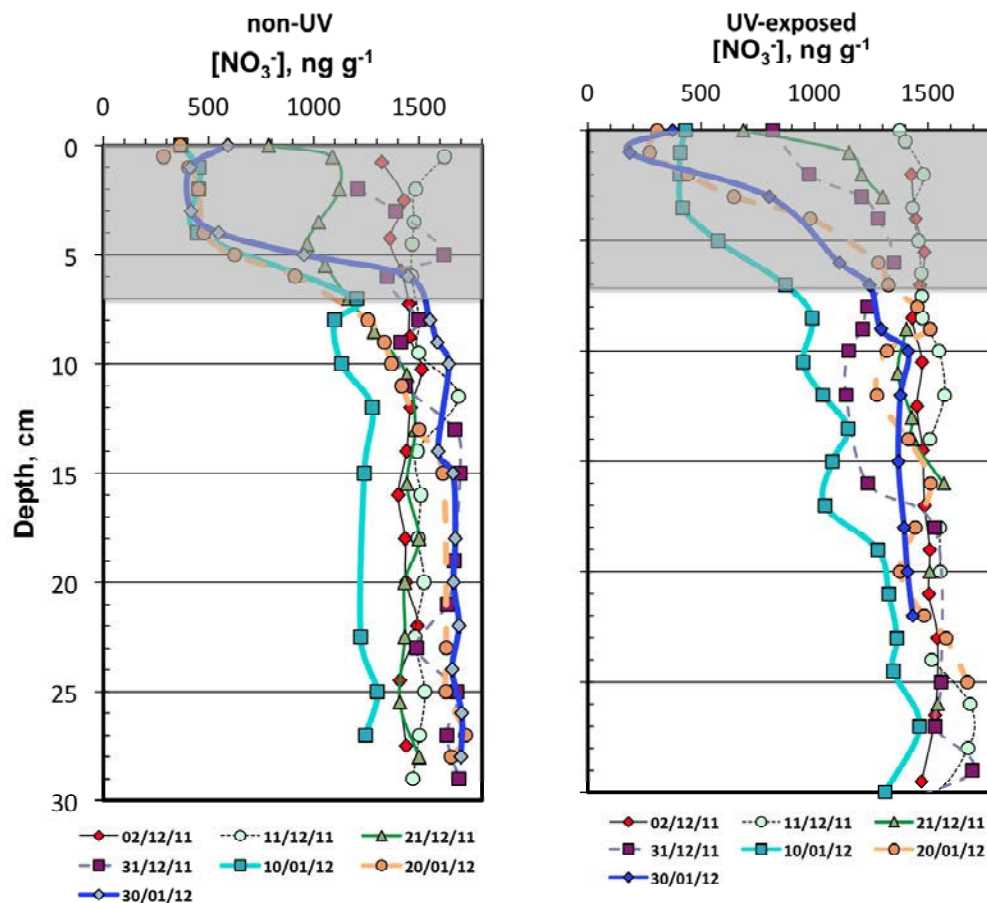 non-UV
[NO₃⁻], ng g⁻¹
0 500 1000 1500
0
5
10
15
20
25
30
Depth, cm
02/12/11 11/12/11 21/12/11
31/12/11 10/01/12 20/01/12
30/01/12
UV-exposed
[NO₃⁻], ng g⁻¹
0 500 1000 1500
02/12/11 11/12/11 21/12/11
31/12/11 10/01/12 20/01/12
30/01/12